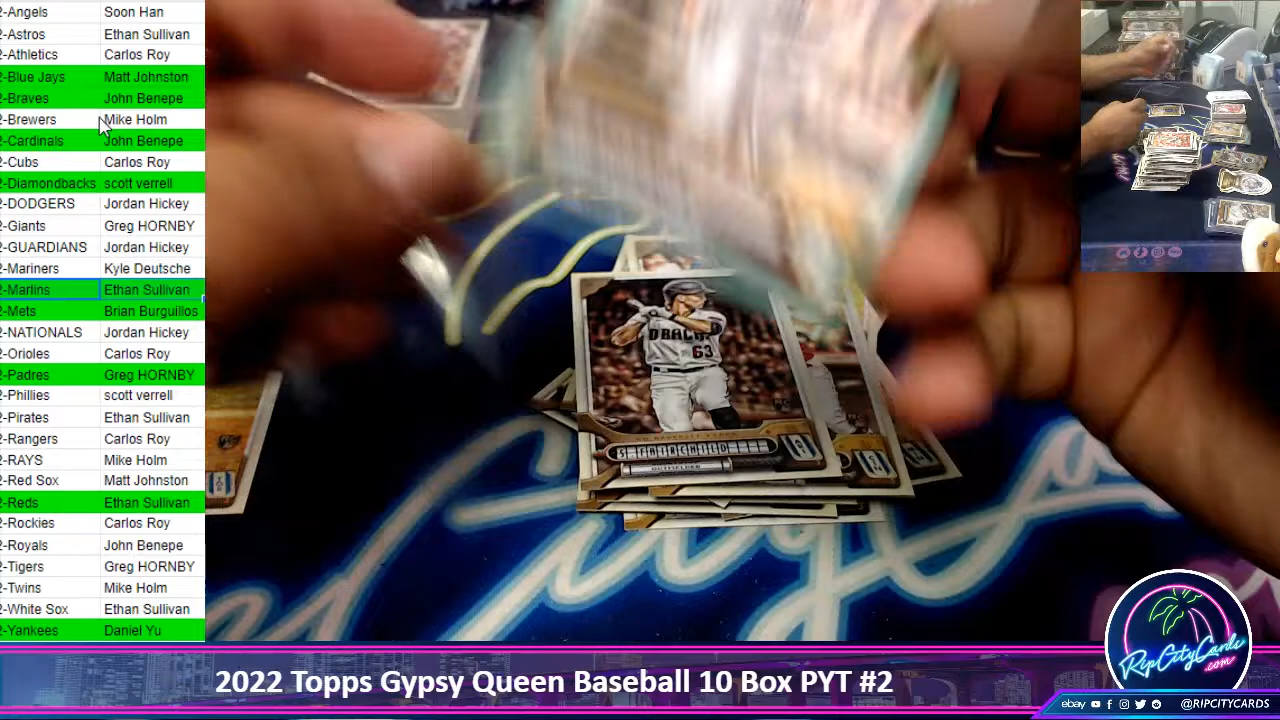 2-Angels Soon Han
2-Astros Ethan Sullivan
2-Athletics Carlos Roy
2-Blue Jays Matt Johnston
2-Braves John Benepe
2-Brewers Mike Holm
2-Cardinals John Benepe
2-Cubs Carlos Roy
2-Diamondbacks scott verrell
2-DODGERS Jordan Hickey
2-Giants Greg HORNBY
2-GUARDIANS Jordan Hickey
2-Mariners Kyle Deutsche
2-Marlins Ethan Sullivan
2-Mets Brian Burguillos
2-NATIONALS Jordan Hickey
2-Orioles Carlos Roy
2-Padres Greg HORNBY
2-Phillies scott verrell
2-Pirates Ethan Sullivan
2-Rangers Carlos Roy
2-RAYS Mike Holm
2-Red Sox Matt Johnston
2-Reds Ethan Sullivan
2-Rockies Carlos Roy
2-Royals John Benepe
2-Tigers Greg HORNBY
2-Twins Mike Holm
2-White Sox Ethan Sullivan
2-Yankees Daniel Yu
63
S. FAIRCHILD
OUTFIELDER
RipCityCards
.com
2022 Topps Gypsy Queen Baseball 10 Box PYT #2
ebay @RIPCITYCARDS